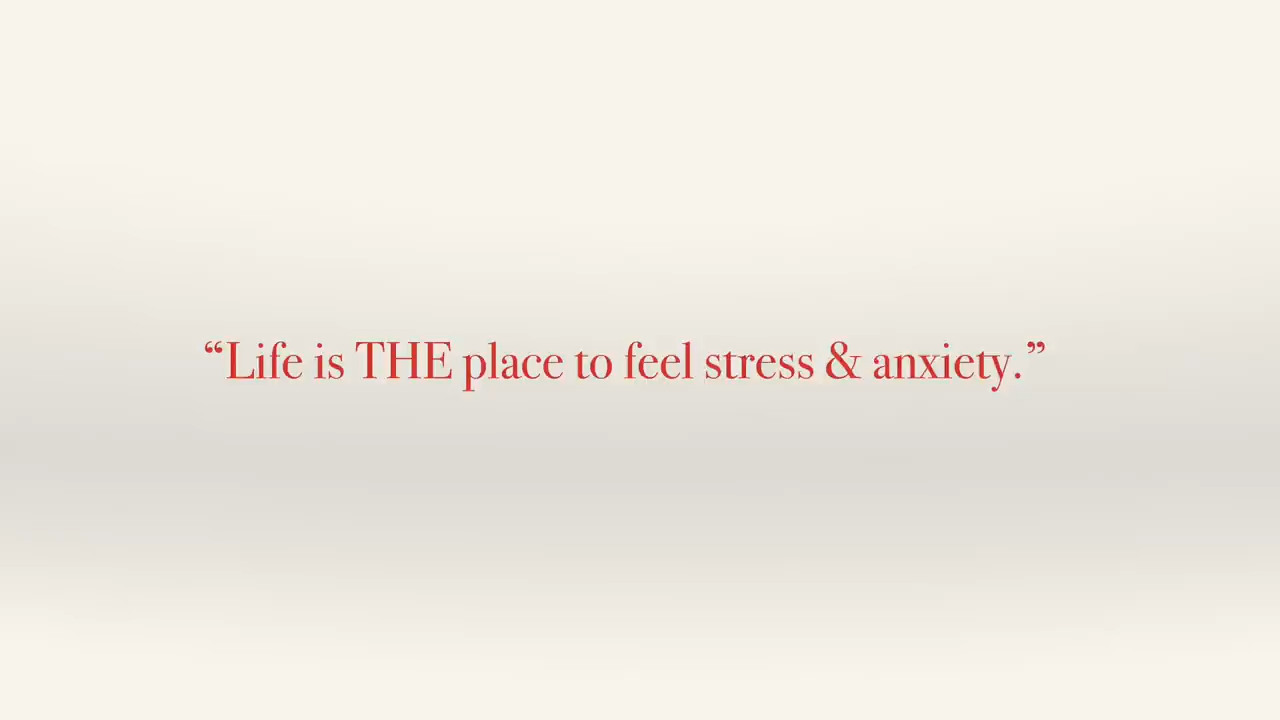 “Life is THE place to feel stress & anxiety.”